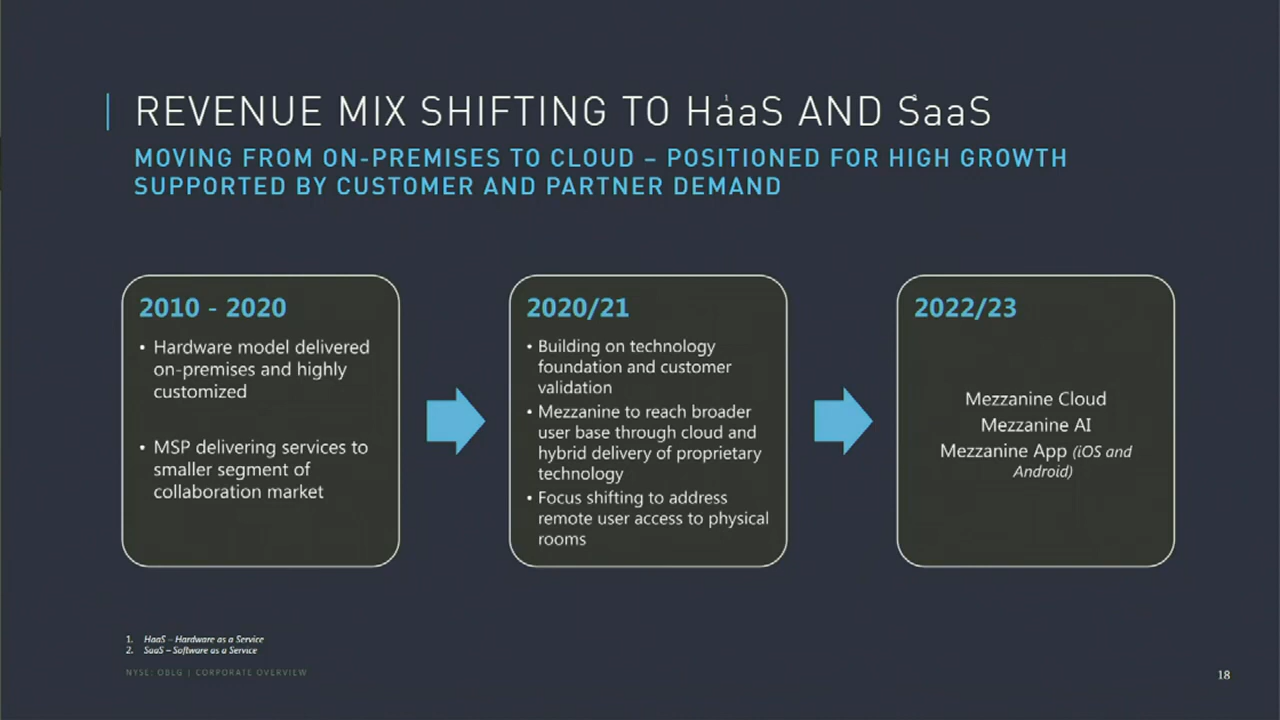 REVENUE MIX SHIFTING TO HaaS AND SaaS
MOVING FROM ON-PREMISES TO CLOUD – POSITIONED FOR HIGH GROWTH
SUPPORTED BY CUSTOMER AND PARTNER DEMAND
2010 - 2020
• Hardware model delivered
on-premises and highly
customized
• MSP delivering services to
smaller segment of
collaboration market
2020/21
• Building on technology
foundation and customer
validation
• Mezzanine to reach broader
user base through cloud and
hybrid delivery of proprietary
technology
• Focus shifting to address
remote user access to physical
rooms
2022/23
Mezzanine Cloud
Mezzanine AI
Mezzanine App (iOS and
Android)
1. HaaS – Hardware as a Service
2. SaaS – Software as a Service
NYSE: OBLG | CORPORATE OVERVIEW
18